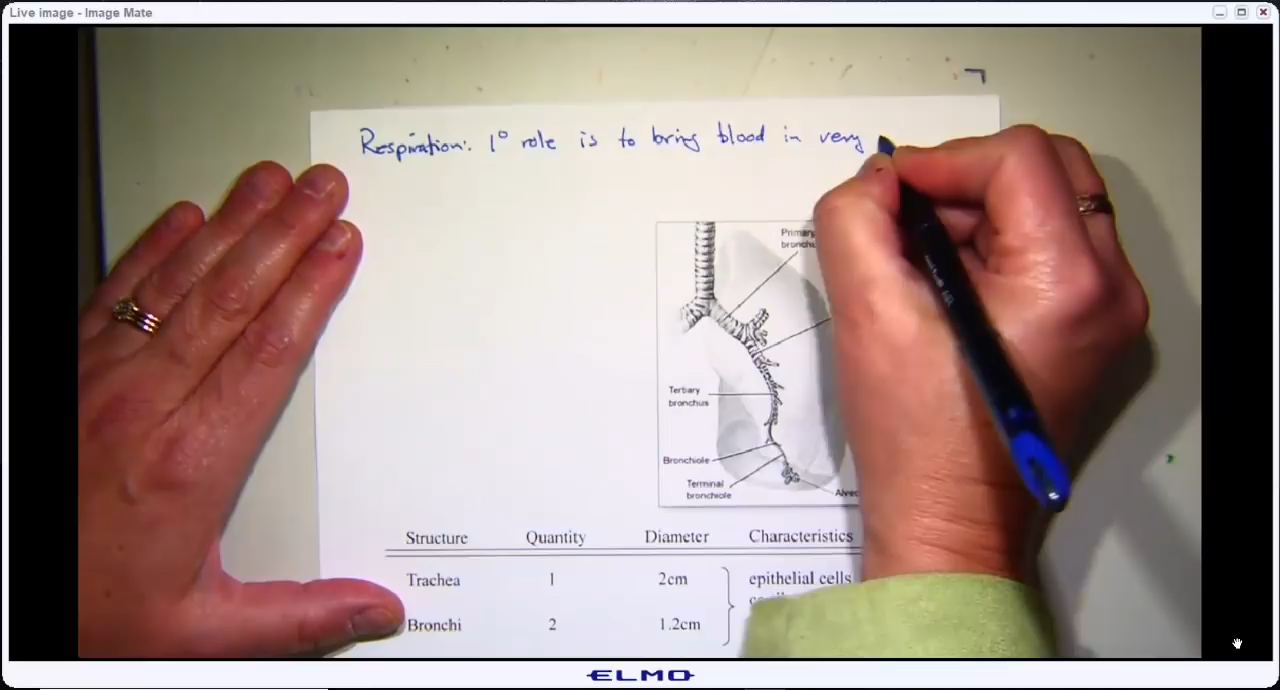 Live image - Image Mate
Respiration: 1° role is to bring blood in very
Primary
Tertiary
bronchus
Bronchiole
Terminal
bronchiole
Structure Quantity Diameter Characteristics
Trachea 1 2cm epithelial cells
Bronchi 2 1.2cm
ELMO